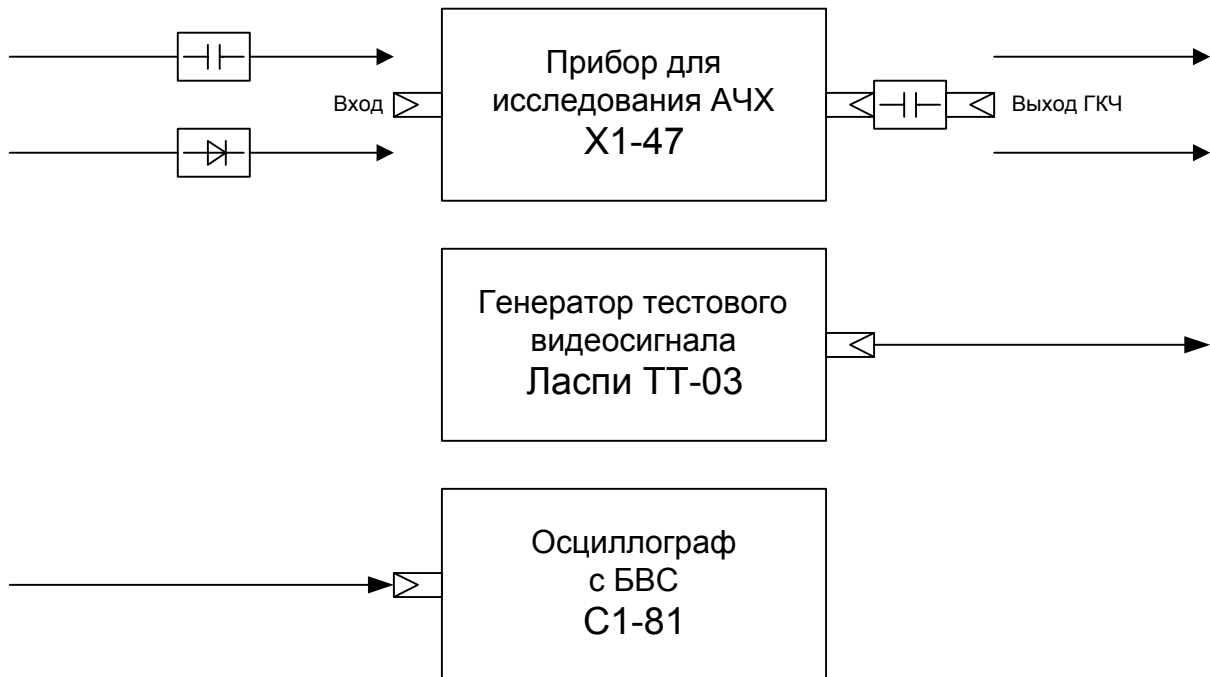 Прибор для
исследования АЧХ
Х1-47
Вход
Выход ГКЧ
Генератор тестового
видеосигнала
Ласпи ТТ-03
Осциллограф
с БВС
С1-81